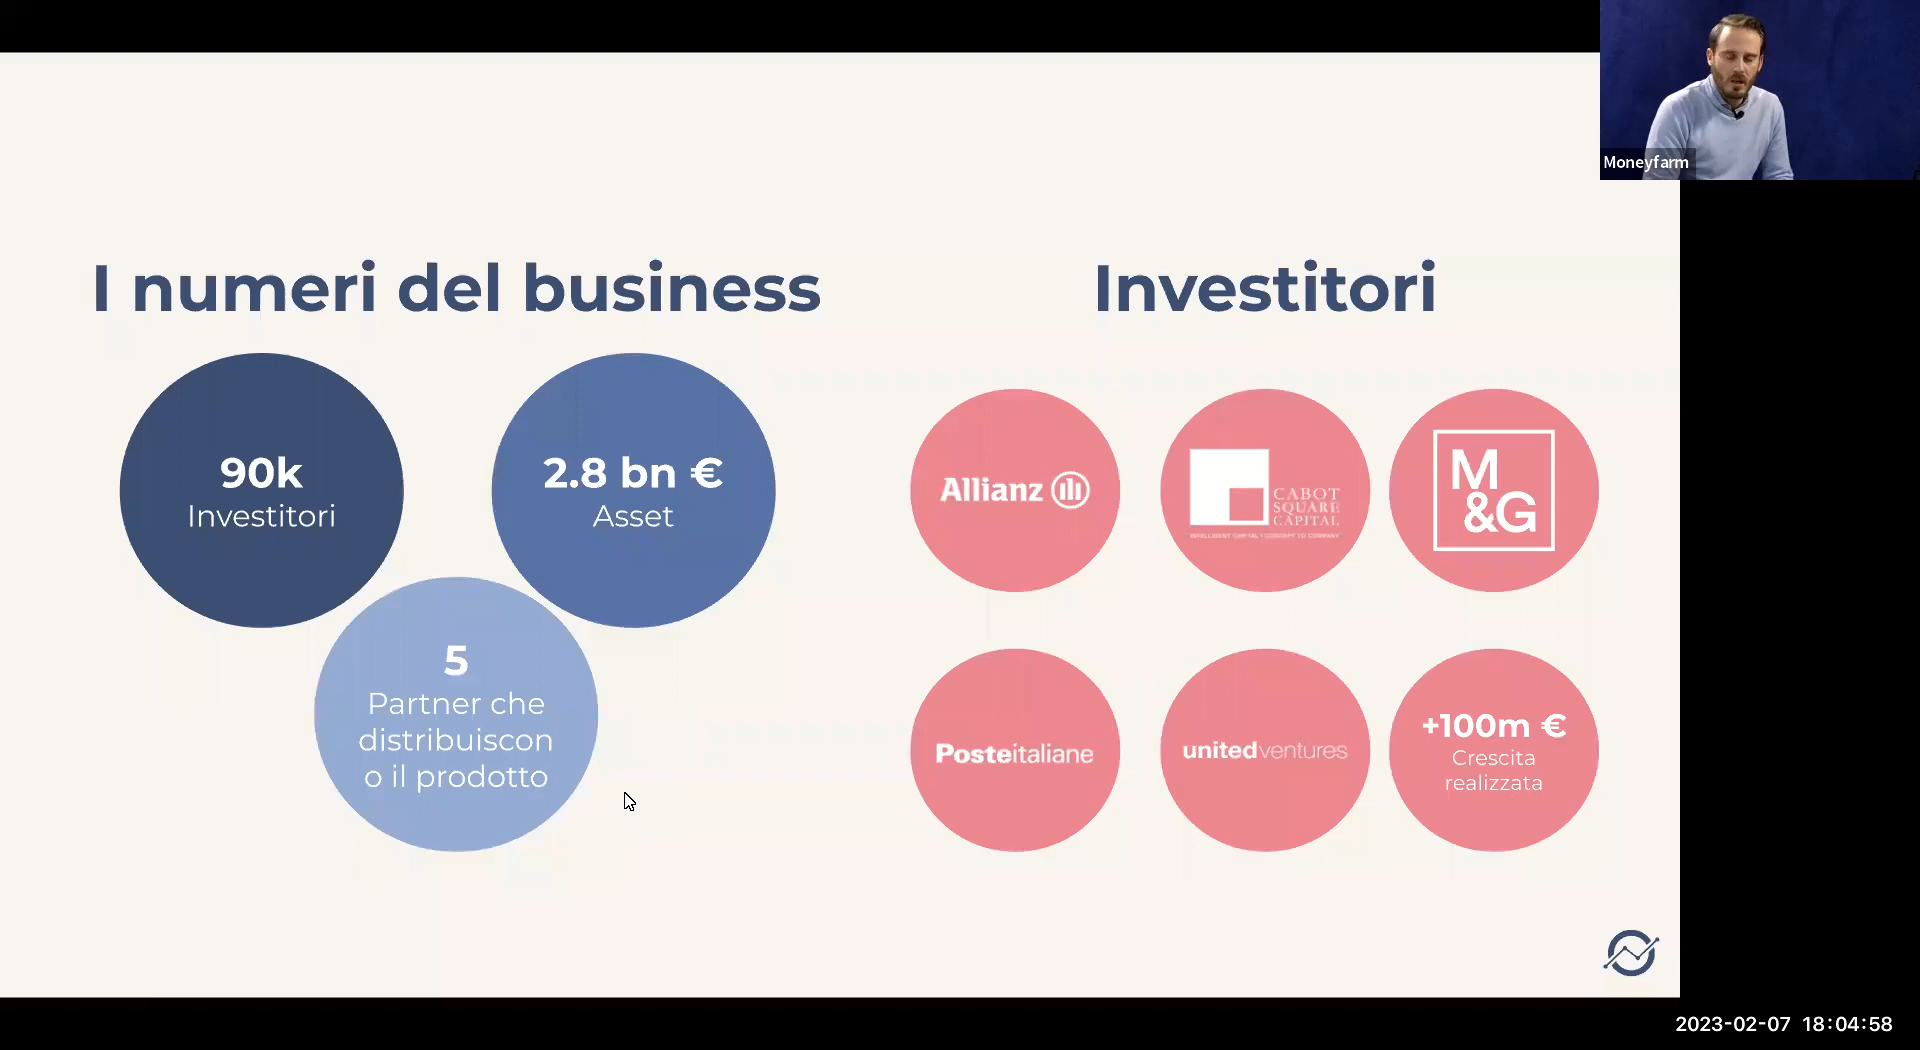 Moneyfarm
I numeri del business
90k
Investitori
2.8 bn €
Asset
5
Partner che
distribuiscon
o il prodotto
Investitori
Allianz
CABOT
SQUARE
CAPITAL
M
&G
Posteitaliane
unitedventures
+100m €
Crescita
realizzata
2023-02-07 18:04:58